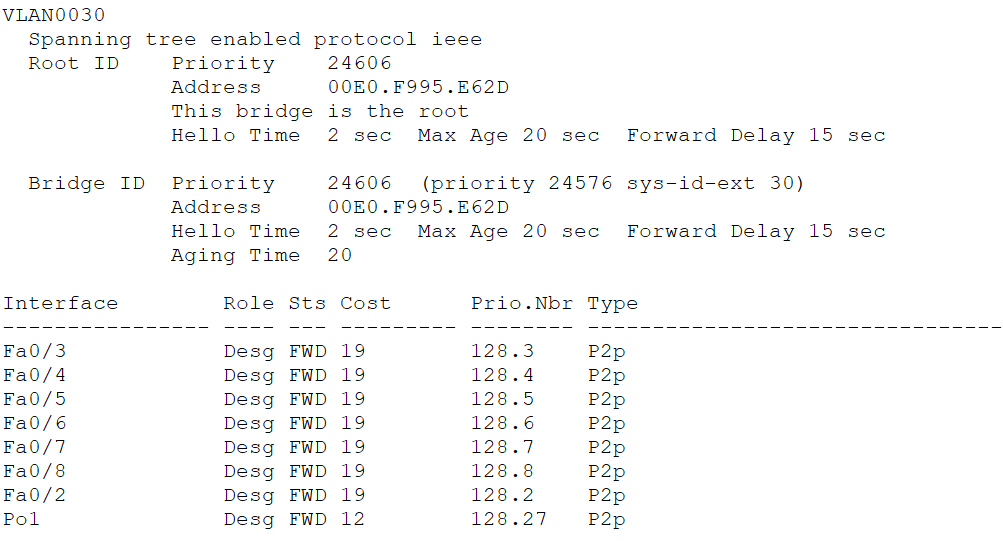 VLAN0030
  Spanning tree enabled protocol ieee
  Root ID    Priority    24606
             Address     00E0.F995.E62D
             This bridge is the root
             Hello Time  2 sec  Max Age 20 sec  Forward Delay 15 sec

  Bridge ID  Priority    24606  (priority 24576 sys-id-ext 30)
             Address     00E0.F995.E62D
             Hello Time  2 sec  Max Age 20 sec  Forward Delay 15 sec
             Aging Time  20

Interface        Role Sts Cost      Prio.Nbr Type
---------------- ---- --- --------- -------- --------------------------------
Fa0/3            Desg FWD 19        128.3    P2p
Fa0/4            Desg FWD 19        128.4    P2p
Fa0/5            Desg FWD 19        128.5    P2p
Fa0/6            Desg FWD 19        128.6    P2p
Fa0/7            Desg FWD 19        128.7    P2p
Fa0/8            Desg FWD 19        128.8    P2p
Fa0/2            Desg FWD 19        128.2    P2p
Po1              Desg FWD 12        128.27   P2p